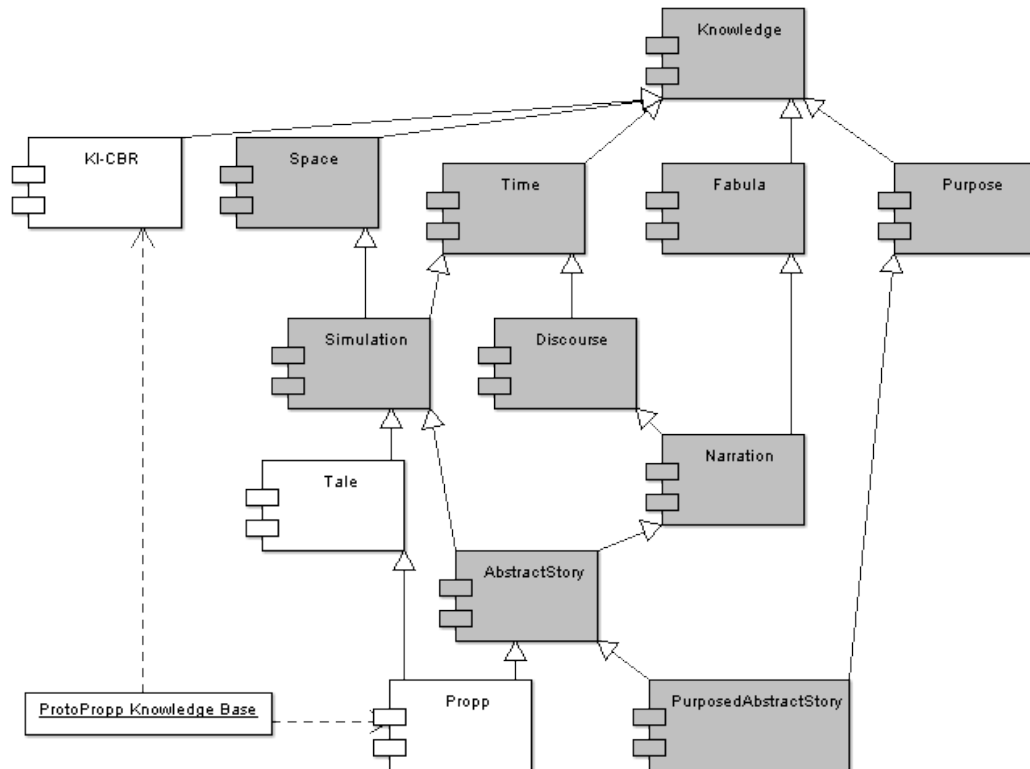 Knowledge
KI-CBR
Space
Time
Fabula
Purpose
Simulation
Discourse
Narration
Tale
AbstractStory
ProtoPropp Knowledge Base
Propp
PurposedAbstractStory